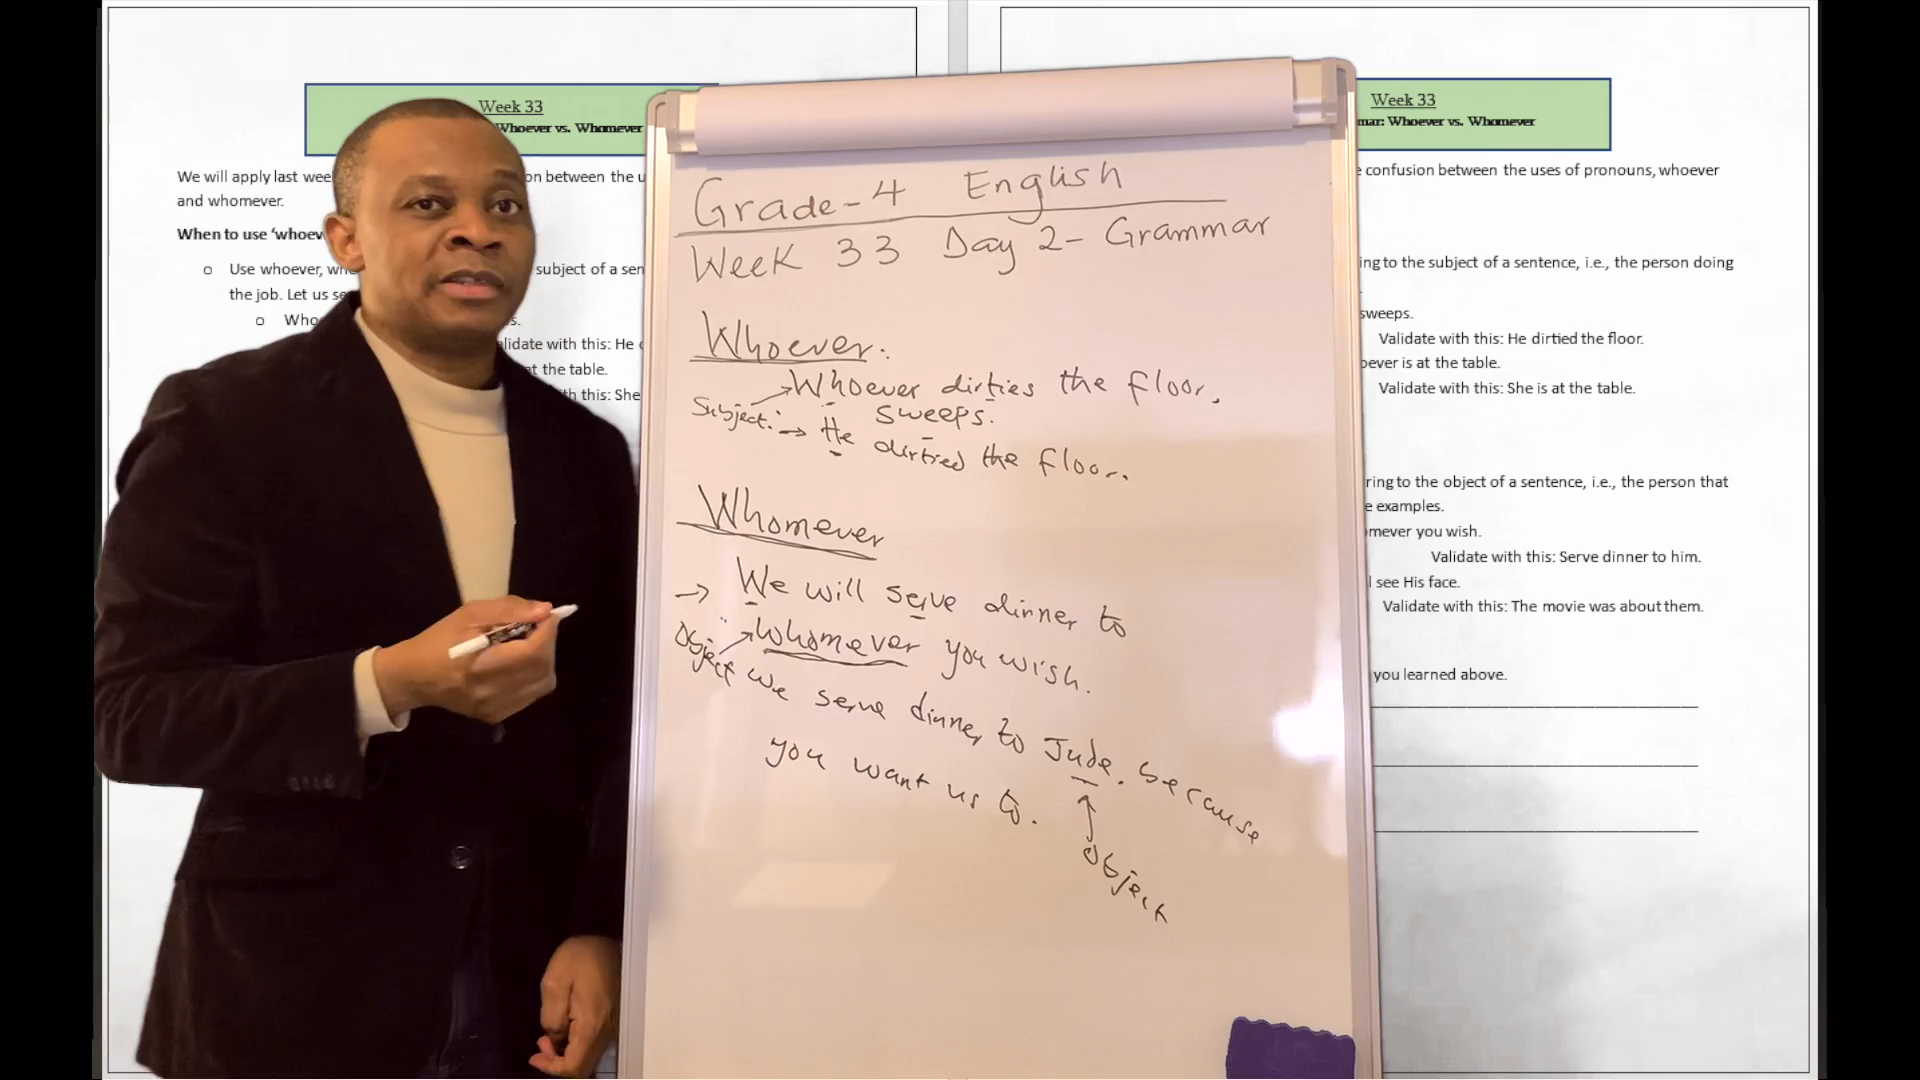 Week 33
Whoever vs. Whomever
We will apply last wee
on between the u
and whomever.
When to use ‘whoev
o Use whoever, whe
subject of a sen
the job. Let us se
o Whoe
s.
alidate with this: He d
at the table.
th this: She
Grade-4 English
Week 33 Day 2- Grammar
Whoever:
Whoever dirties the floor,
sweeps.
Subject:
→ He dirtied the floor.
Whomever
→ We will serve dinner to
whomever you wish.
Object
We serve dinner to Jude. because
you want us to.
Object
Week 33
mar: Whoever vs. Whomever
e confusion between the uses of pronouns, whoever
ing to the subject of a sentence, i.e., the person doing
sweeps.
Validate with this: He dirtied the floor.
oever is at the table.
Validate with this: She is at the table.
ring to the object of a sentence, i.e., the person that
e examples.
omever you wish.
Validate with this: Serve dinner to him.
l see His face.
Validate with this: The movie was about them.
you learned above.